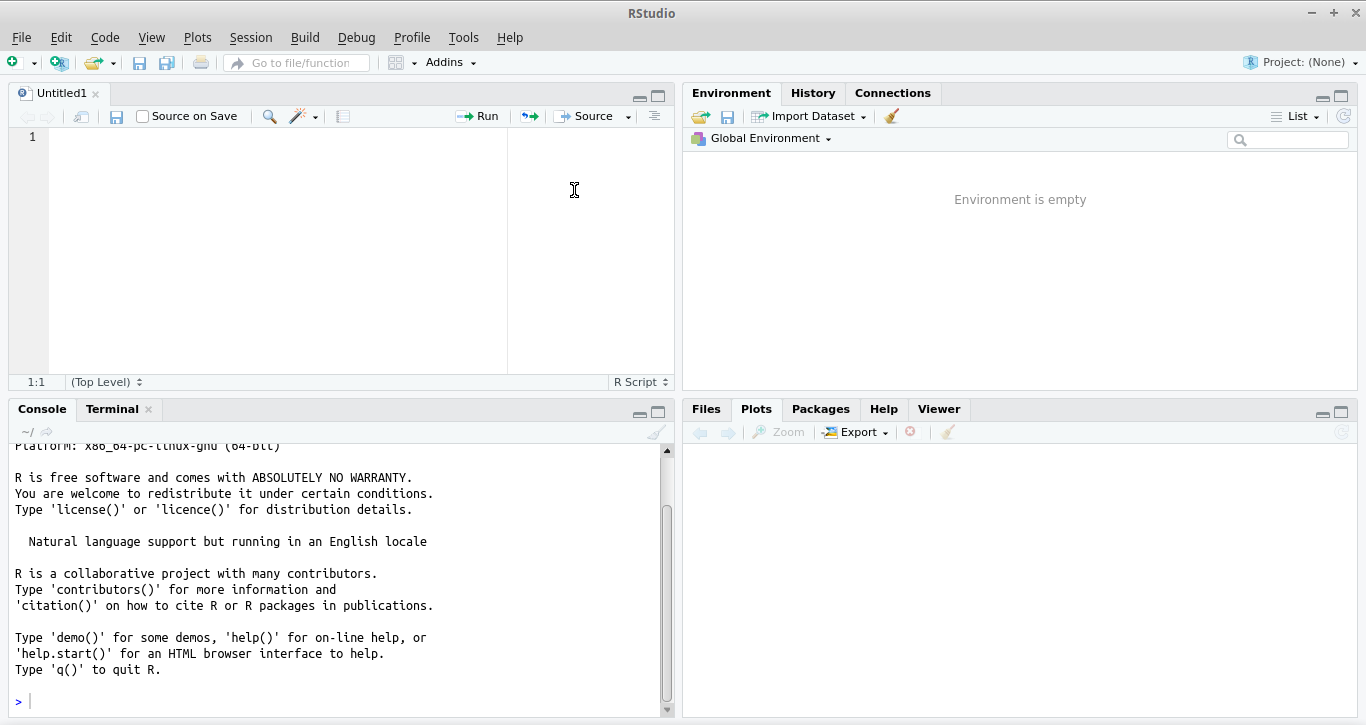 RStudio
File Edit Code View Plots Session Build Debug Profile Tools Help
Go to file/function Addins Project: (None)
Untitled1
Source on Save Run Source
1
1:1 (Top Level) R Script
Environment History Connections
Import Dataset List
Global Environment
Environment is empty
Console Terminal
~/
Platform: x86_64-pc-linux-gnu (64-bit)
R is free software and comes with ABSOLUTELY NO WARRANTY.
You are welcome to redistribute it under certain conditions.
Type 'license()' or 'licence()' for distribution details.
Natural language support but running in an English locale
R is a collaborative project with many contributors.
Type 'contributors()' for more information and
'citation()' on how to cite R or R packages in publications.
Type 'demo()' for some demos, 'help()' for on-line help, or
'help.start()' for an HTML browser interface to help.
Type 'q()' to quit R.
>
Files Plots Packages Help Viewer
Zoom Export